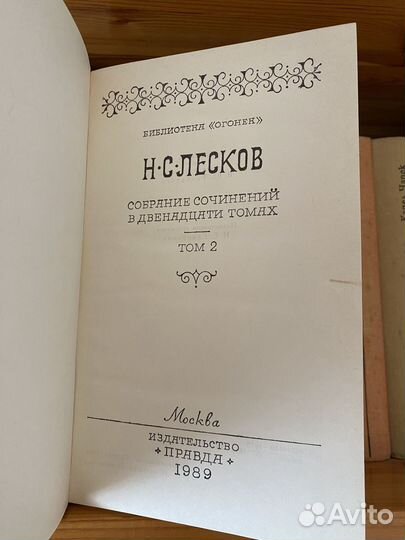 БИБЛИОТЕКА «ОГОНЕК»
Н·С·ЛЕСКОВ
СОБРАНИЕ СОЧИНЕНИЙ
В ДВЕНАДЦАТИ ТОМАХ
ТОМ 2
Москва
ИЗДАТЕЛЬСТВО
ПРАВДА
1989
Avito